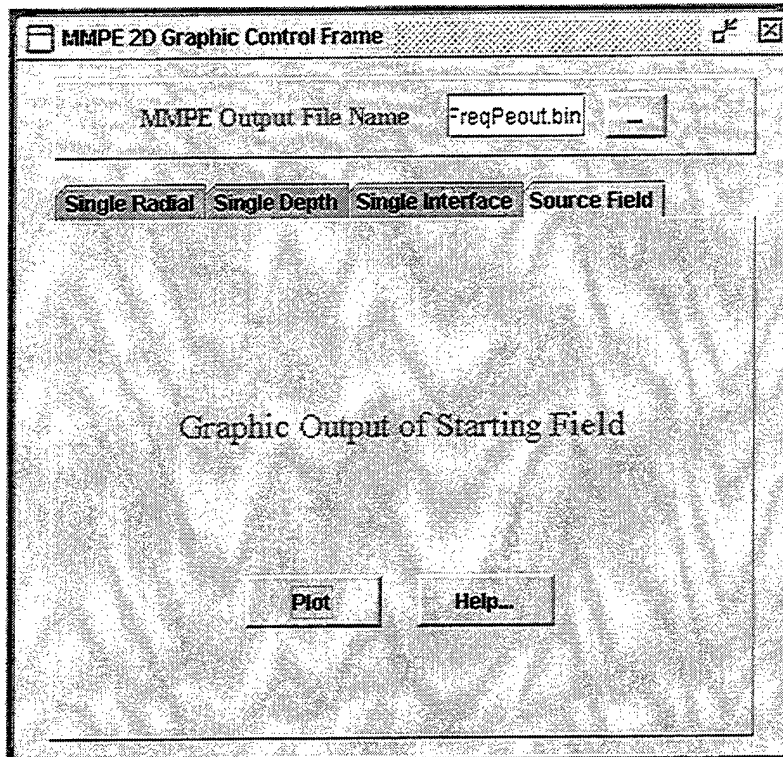 MMPE 2D Graphic Control Frame
MMPE Output File Name FreqPeout.bin ...
Single Radial Single Depth Single Interface Source Field
Graphic Output of Starting Field
Plot Help...